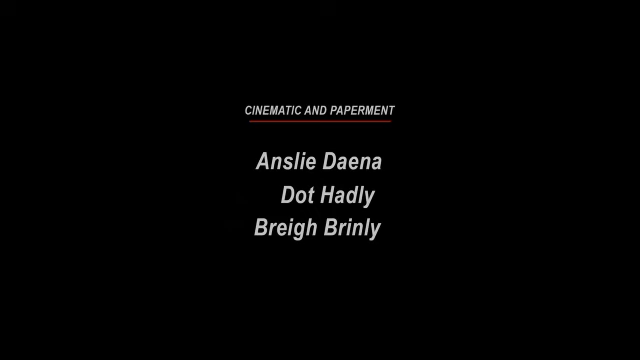 CINEMATIC AND PAPERMENT
Anslie Daena
Dot Hadly
Breigh Brinly